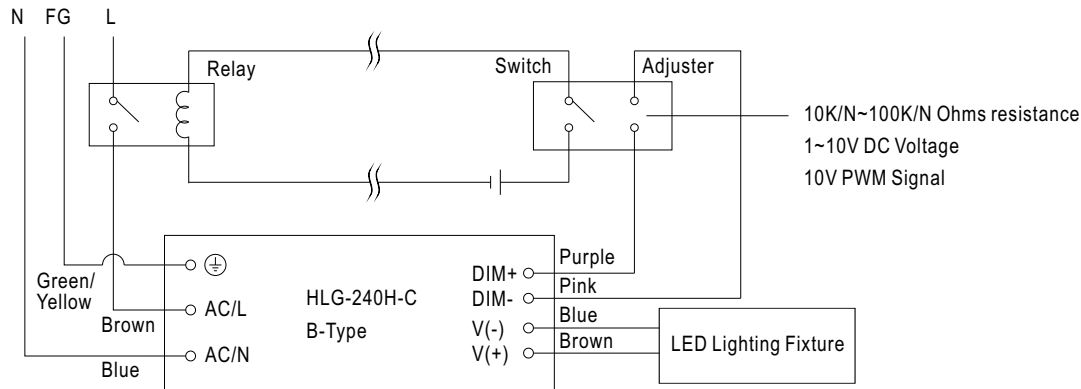 N FG L
Relay
Switch
Adjuster
10K/N~100K/N Ohms resistance
1~10V DC Voltage
10V PWM Signal
Green/
Yellow
Brown
Blue
AC/L
AC/N
HLG-240H-C
B-Type
DIM+
DIM-
V(-)
V(+)
Purple
Pink
Blue
Brown
LED Lighting Fixture